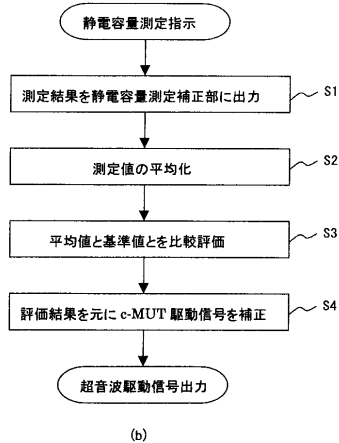 静電容量測定指示
測定結果を静電容量測定補正部に出力
S1
測定値の平均化
S2
平均値と基準値とを比較評価
S3
評価結果を元に c-MUT 駆動信号を補正
S4
超音波駆動信号出力
(b)